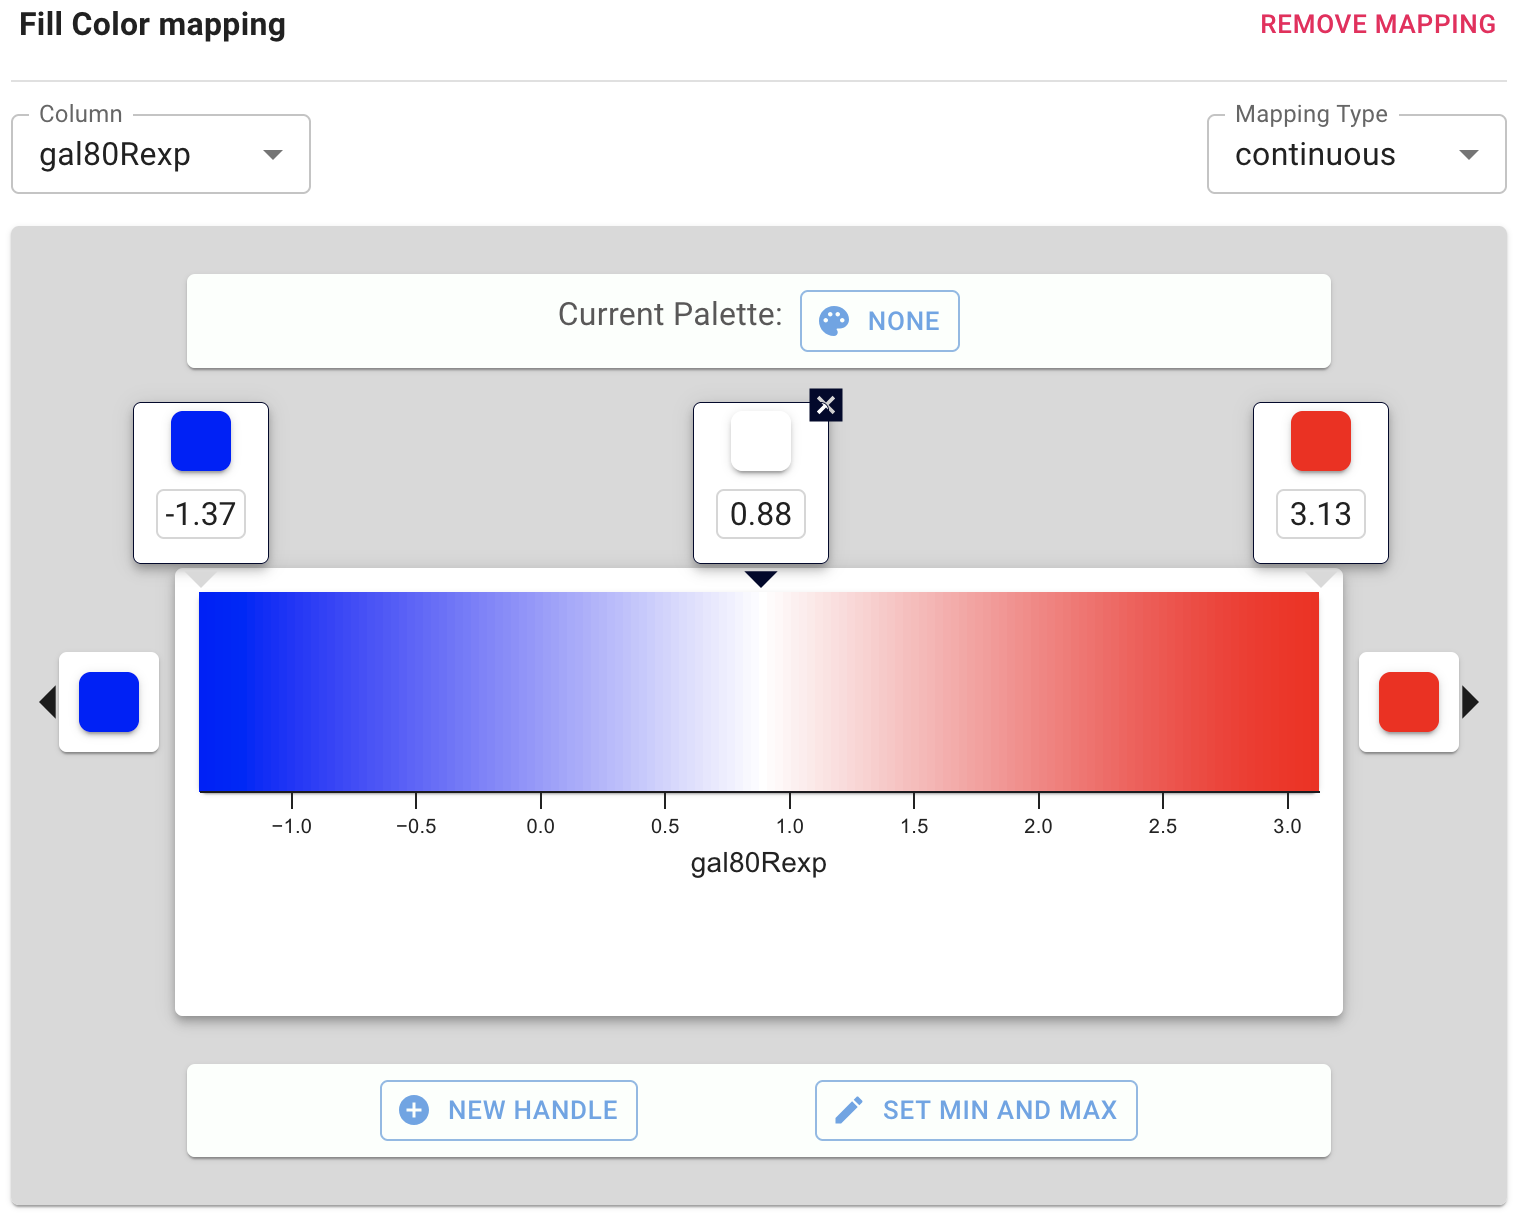 Fill Color mapping
REMOVE MAPPING
Column
Mapping Type
gal80Rexp
continuous
Current Palette:
NONE
-1.37
0.88
3.13
−1.0
−0.5
0.0
0.5
1.0
1.5
2.0
2.5
3.0
gal80Rexp
NEW HANDLE
SET MIN AND MAX